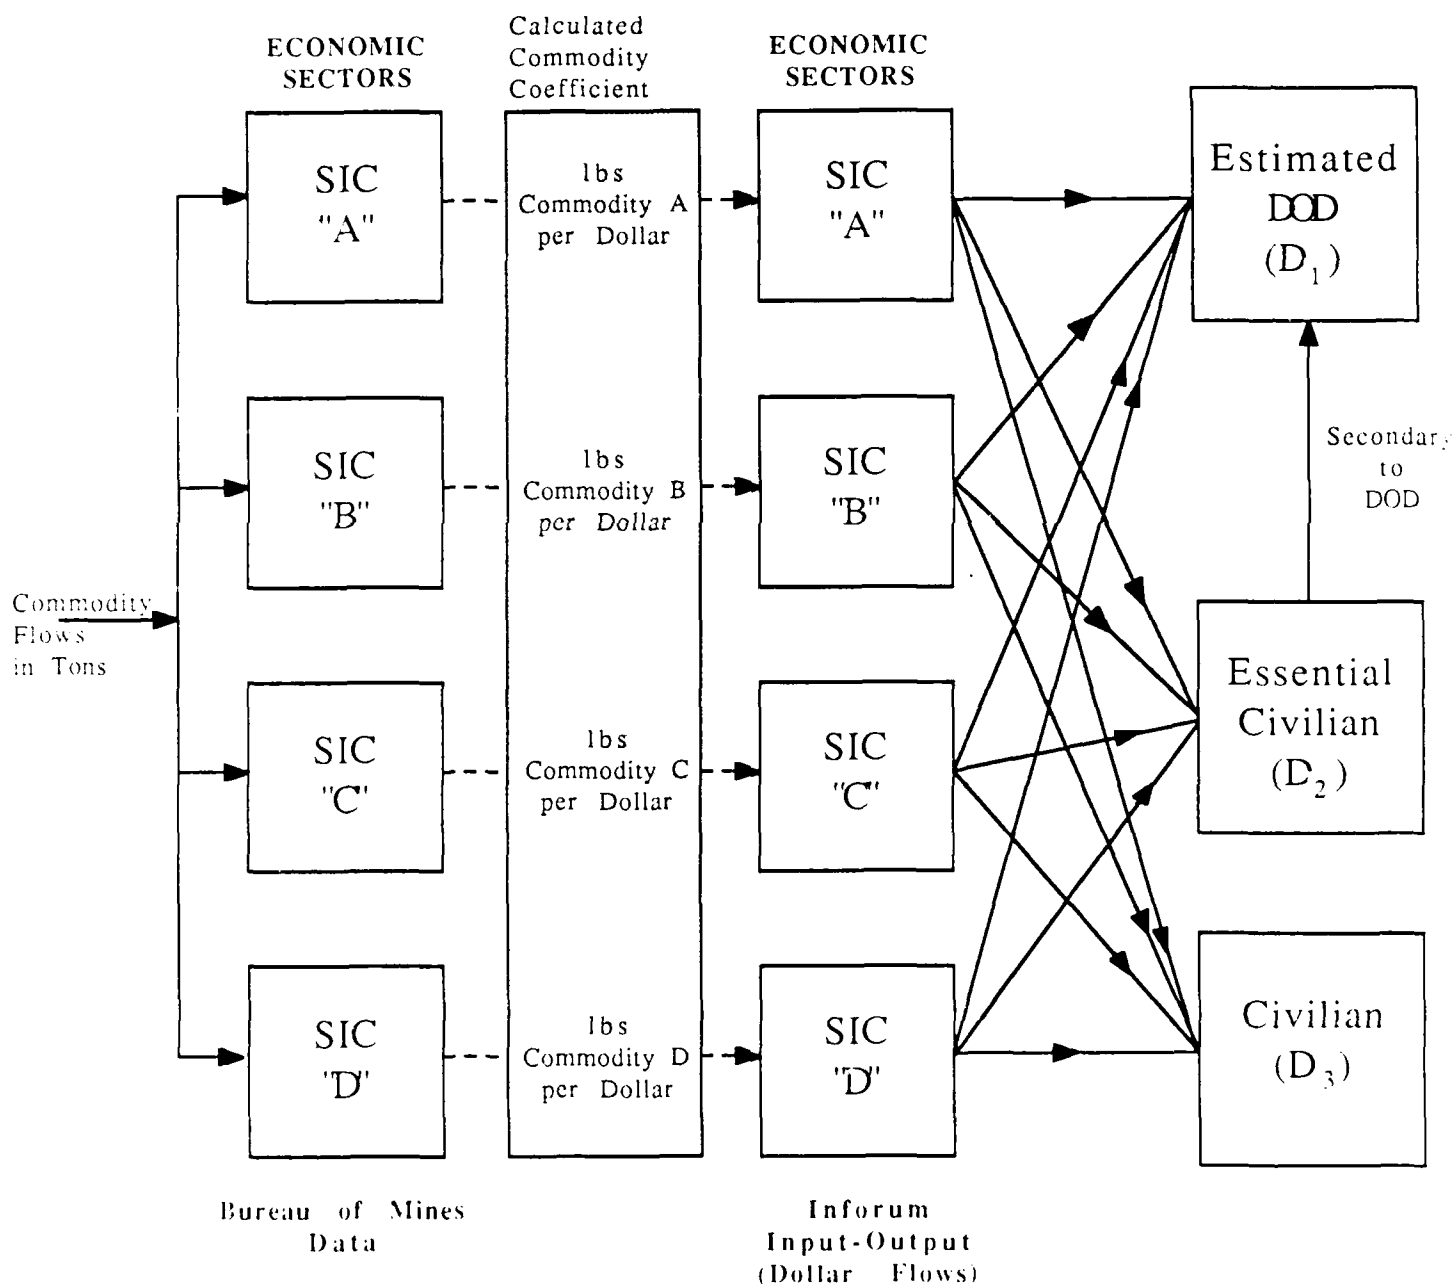 ECONOMIC
SECTORS
Calculated
Commodity
Coefficient
ECONOMIC
SECTORS
SIC
"A"
lbs
Commodity A
per Dollar
SIC
"A"
Estimated
DOD
(D1)
SIC
"B"
lbs
Commodity B
per Dollar
SIC
"B"
Secondary
to
DOD
Commodity
Flows
in Tons
SIC
"C"
lbs
Commodity C
per Dollar
SIC
"C"
Essential
Civilian
(D2)
SIC
"D"
lbs
Commodity D
per Dollar
SIC
"D"
Civilian
(D3)
Bureau of Mines
Data
Inforum
Input-Output
(Dollar Flows)